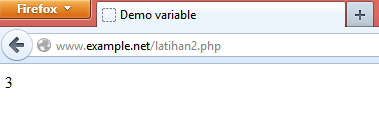 Firefox
Demo variable
www.example.net/latihan2.php
3